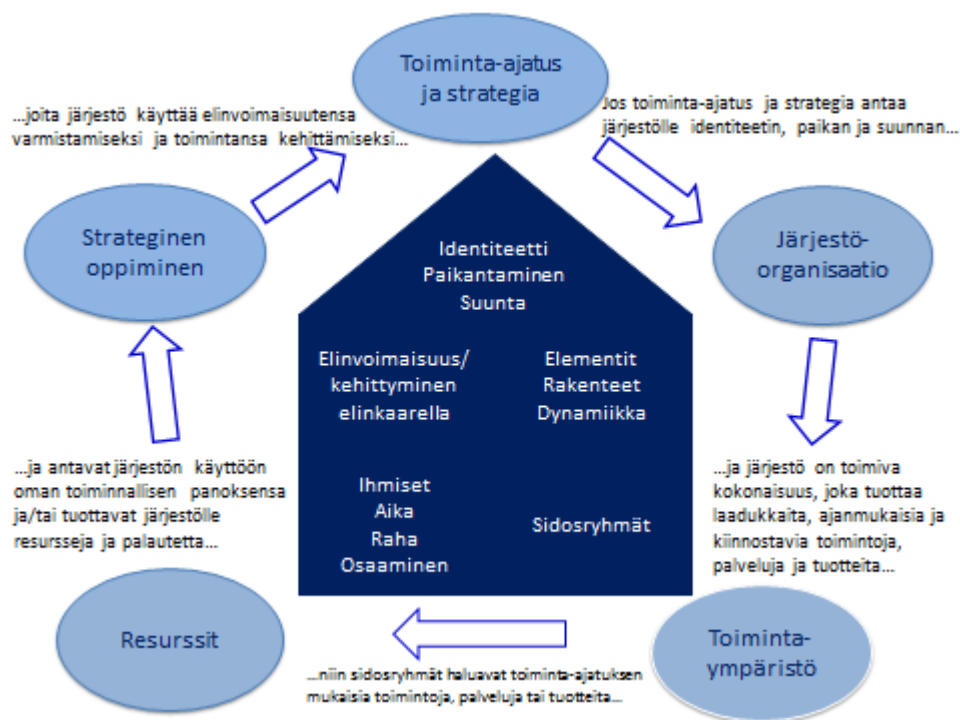 Toiminta-ajatus
ja strategia
Jos toiminta-ajatus ja strategia antaa
järjestölle identiteetin, paikan ja suunnan...
Järjestö-
organisaatio
...ja järjestö on toimiva
kokonaisuus, joka tuottaa
laadukkaita, ajanmukaisia ja
kiinnostavia toimintoja,
palveluja ja tuotteita...
Toiminta-
ympäristö
...niin sidosryhmät haluavat toiminta-ajatuksen
mukaisia toimintoja, palveluja tai tuotteita...
Resurssit
...ja antavat järjestön käyttöön
oman toiminnallisen panoksensa
ja/tai tuottavat järjestölle
resursseja ja palautetta...
Strateginen
oppiminen
...joita järjestö käyttää elinvoimaisuutensa
varmistamiseksi ja toimintansa kehittämiseksi...
Identiteetti
Paikantaminen
Suunta
Elinvoimaisuus/
kehittyminen
elinkaarella
Elementit
Rakenteet
Dynamiikka
Ihmiset
Aika
Raha
Osaaminen
Sidosryhmät